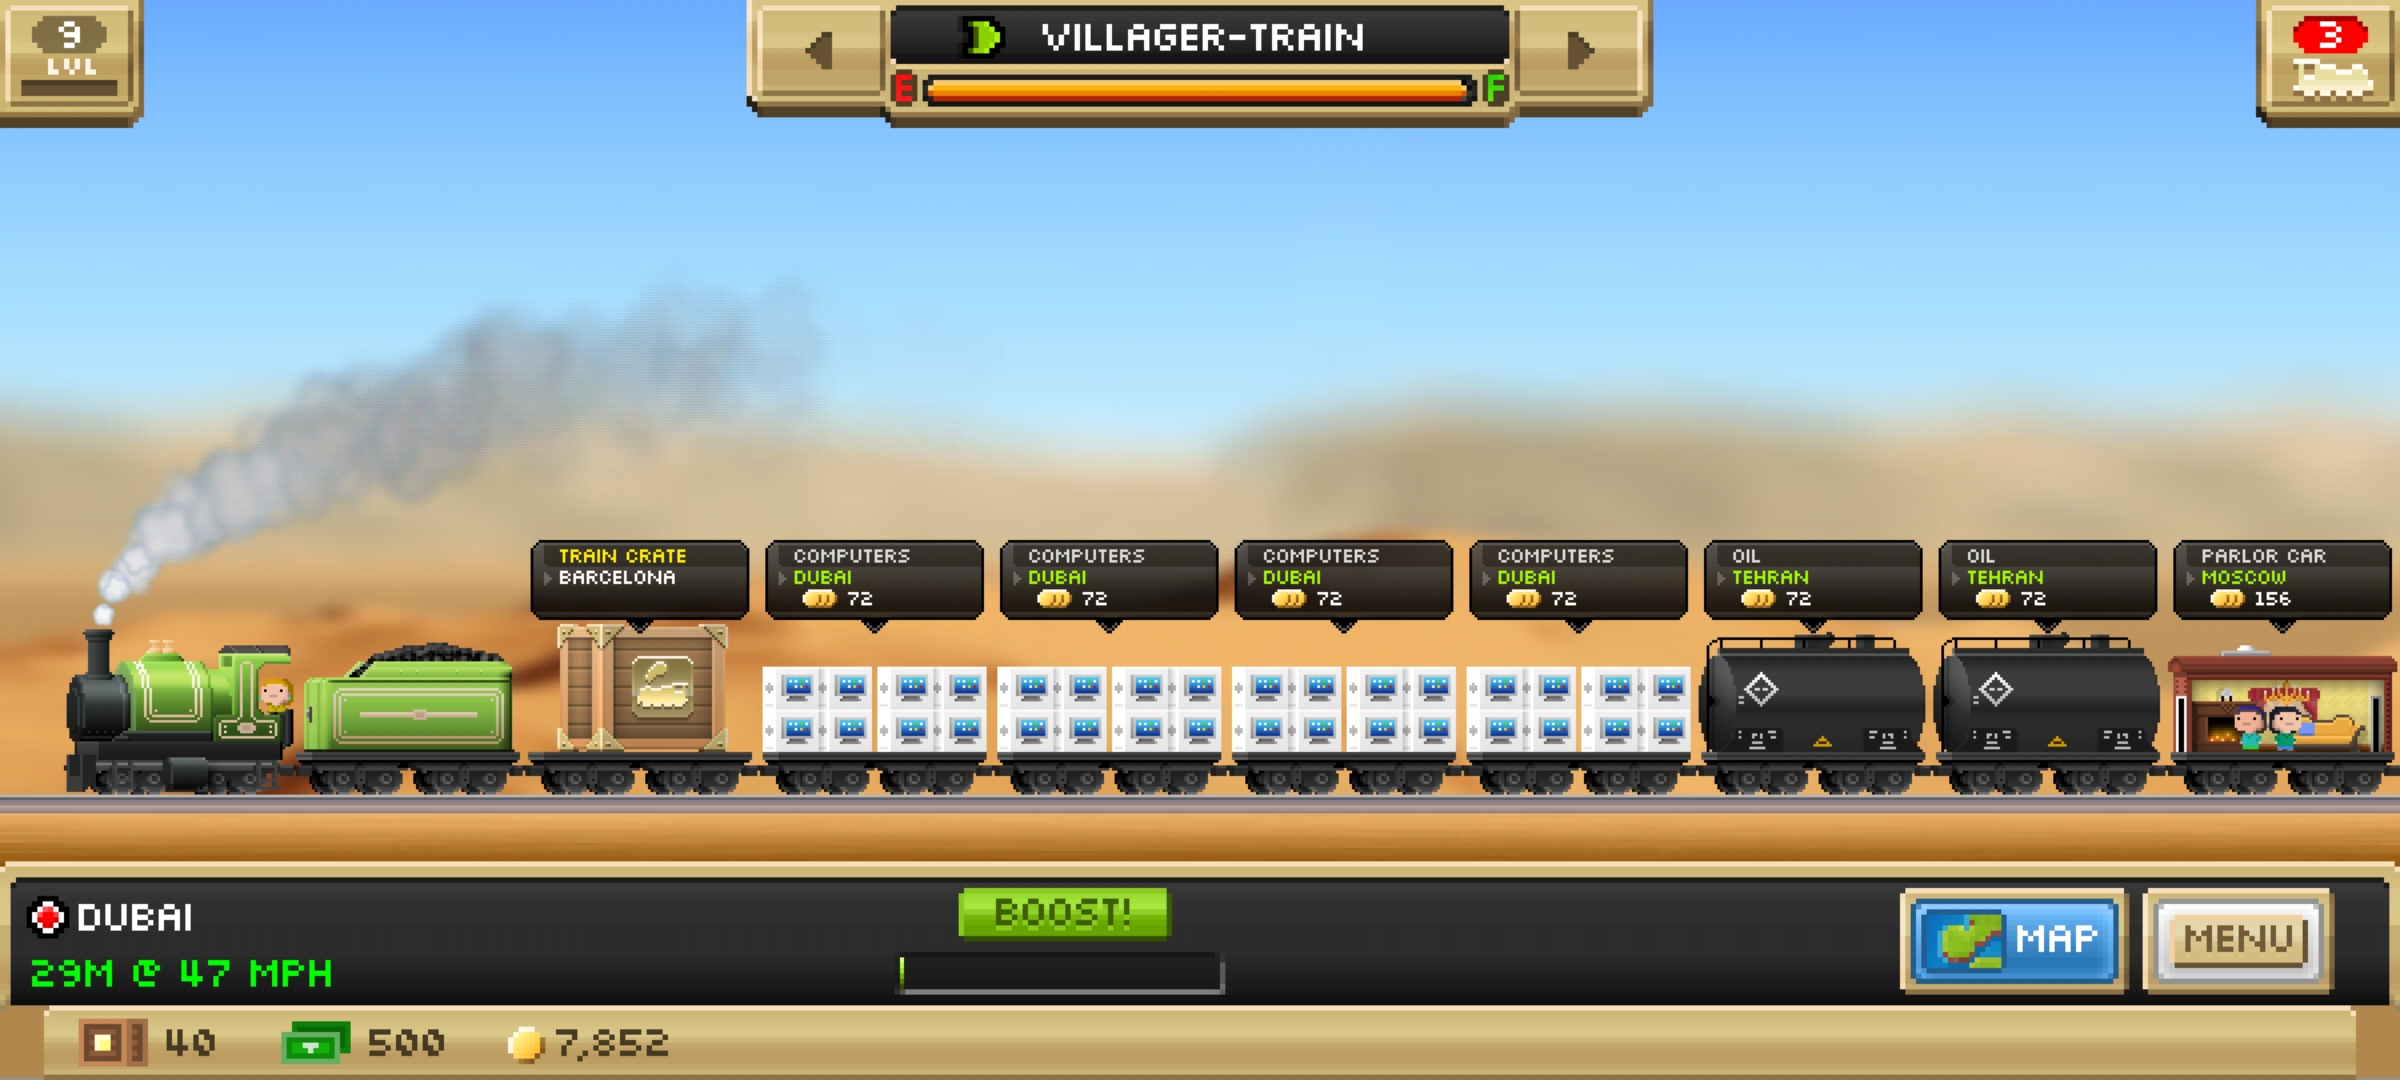 9
LVL
VILLAGER-TRAIN
E F
3
TRAIN CRATE
BARCELONA
COMPUTERS
DUBAI
72
COMPUTERS
DUBAI
72
COMPUTERS
DUBAI
72
COMPUTERS
DUBAI
72
OIL
TEHRAN
72
OIL
TEHRAN
72
PARLOR CAR
MOSCOW
156
DUBAI
29M @ 47 MPH
BOOST!
MAP
MENU
40
500
7,852